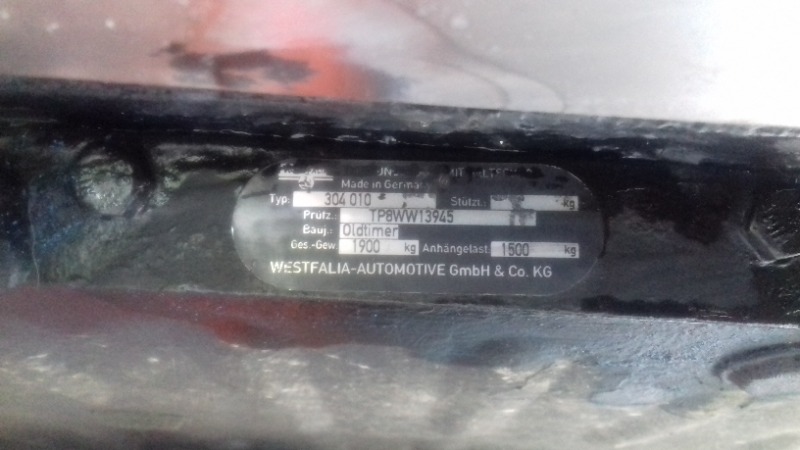 Made in Germany
Typ: 304 010 Stützt.: kg
Prüfz.: TP8WW13945
Bauj.: Oldtimer
Ges.-Gew. 1900 kg Anhängelast: 1500 kg
WESTFALIA-AUTOMOTIVE GmbH & Co. KG